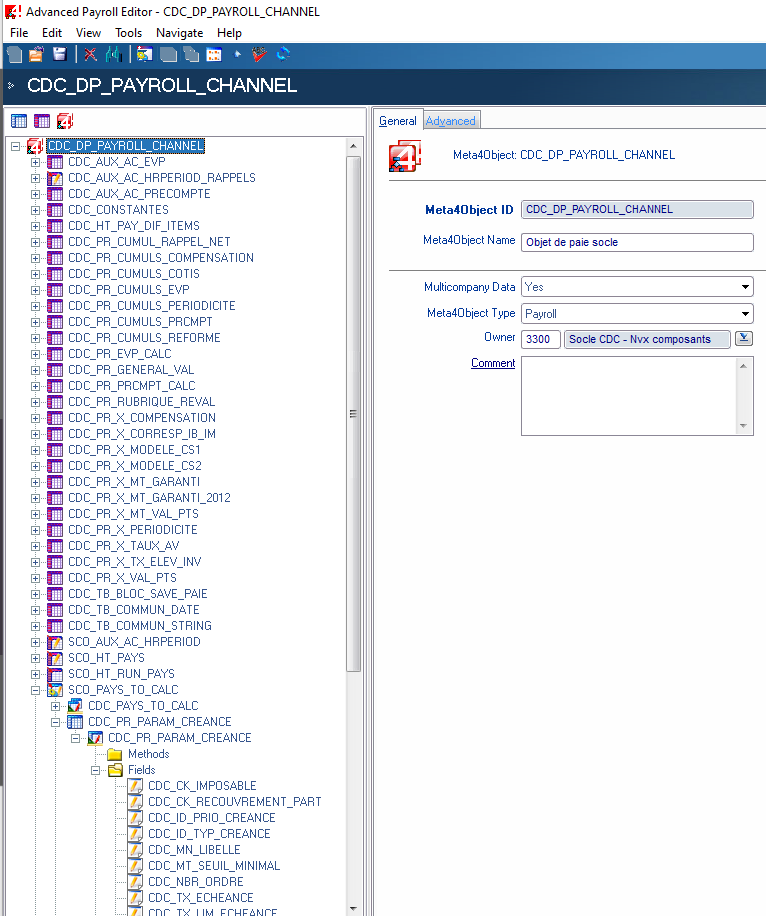 Advanced Payroll Editor - CDC_DP_PAYROLL_CHANNEL
File Edit View Tools Navigate Help
CDC_DP_PAYROLL_CHANNEL
CDC_DP_PAYROLL_CHANNEL
CDC_AUX_AC_EVP
CDC_AUX_AC_HRPERIOD_RAPPELS
CDC_AUX_AC_PRECOMPTE
CDC_CONSTANTES
CDC_HT_PAY_DIF_ITEMS
CDC_PR_CUMUL_RAPPEL_NET
CDC_PR_CUMULS_COMPENSATION
CDC_PR_CUMULS_COTIS
CDC_PR_CUMULS_EVP
CDC_PR_CUMULS_PERIODICITE
CDC_PR_CUMULS_PRCMPT
CDC_PR_CUMULS_REFORME
CDC_PR_EVP_CALC
CDC_PR_GENERAL_VAL
CDC_PR_PRCMPT_CALC
CDC_PR_RUBRIQUE_REVAL
CDC_PR_X_COMPENSATION
CDC_PR_X_CORRESP_IB_IM
CDC_PR_X_MODELE_CS1
CDC_PR_X_MODELE_CS2
CDC_PR_X_MT_GARANTI
CDC_PR_X_MT_GARANTI_2012
CDC_PR_X_MT_VAL_PTS
CDC_PR_X_PERIODICITE
CDC_PR_X_TAUX_AV
CDC_PR_X_TX_ELEV_INV
CDC_PR_X_VAL_PTS
CDC_TB_BLOC_SAVE_PAIE
CDC_TB_COMMUN_DATE
CDC_TB_COMMUN_STRING
SCO_AUX_AC_HRPERIOD
SCO_HT_PAYS
SCO_HT_RUN_PAYS
SCO_PAYS_TO_CALC
CDC_PAYS_TO_CALC
CDC_PR_PARAM_CREANCE
CDC_PR_PARAM_CREANCE
Methods
Fields
CDC_CK_IMPOSABLE
CDC_CK_RECOUVREMENT_PART
CDC_ID_PRIO_CREANCE
CDC_ID_TYP_CREANCE
CDC_MN_LIBELLE
CDC_MT_SEUIL_MINIMAL
CDC_NBR_ORDRE
CDC_TX_ECHEANCE
CDC_TX_LIM_ECHEANCE
General Advanced
Meta4Object: CDC_DP_PAYROLL_CHANNEL
Meta4Object ID CDC_DP_PAYROLL_CHANNEL
Meta4Object Name Objet de paie socle
Multicompany Data Yes
Meta4Object Type Payroll
Owner 3300 Socle CDC - Nvx composants
Comment